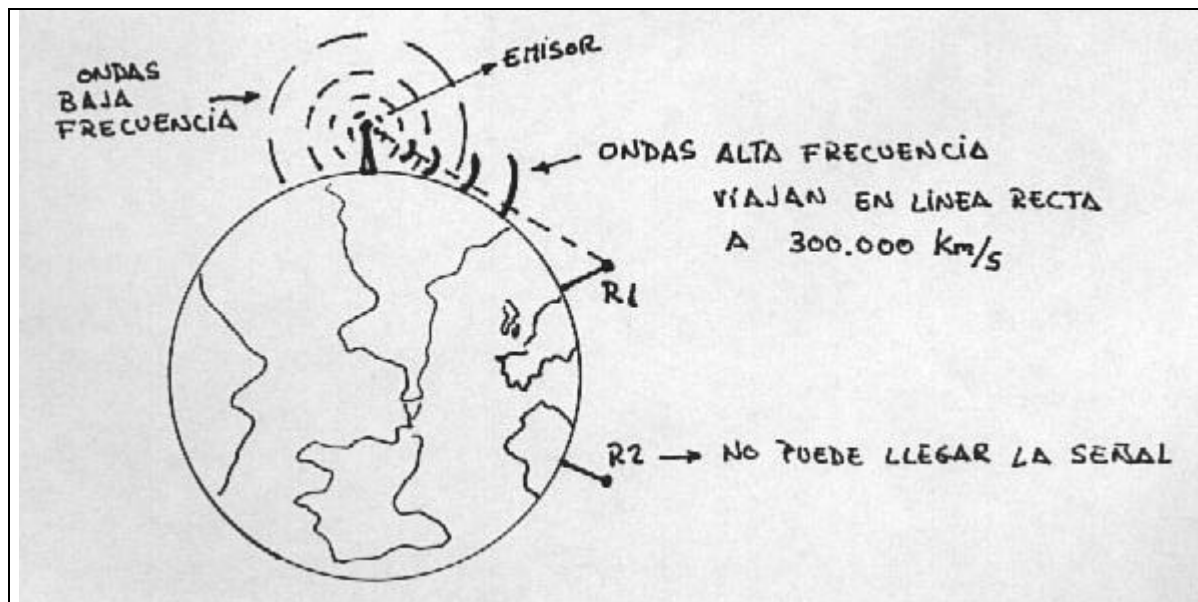 ONDAS
BAJA
FRECUENCIA
EMISOR
ONDAS ALTA FRECUENCIA
VIAJAN EN LÍNEA RECTA
A 300.000 Km/s
R1
R2 → NO PUEDE LLEGAR LA SEÑAL